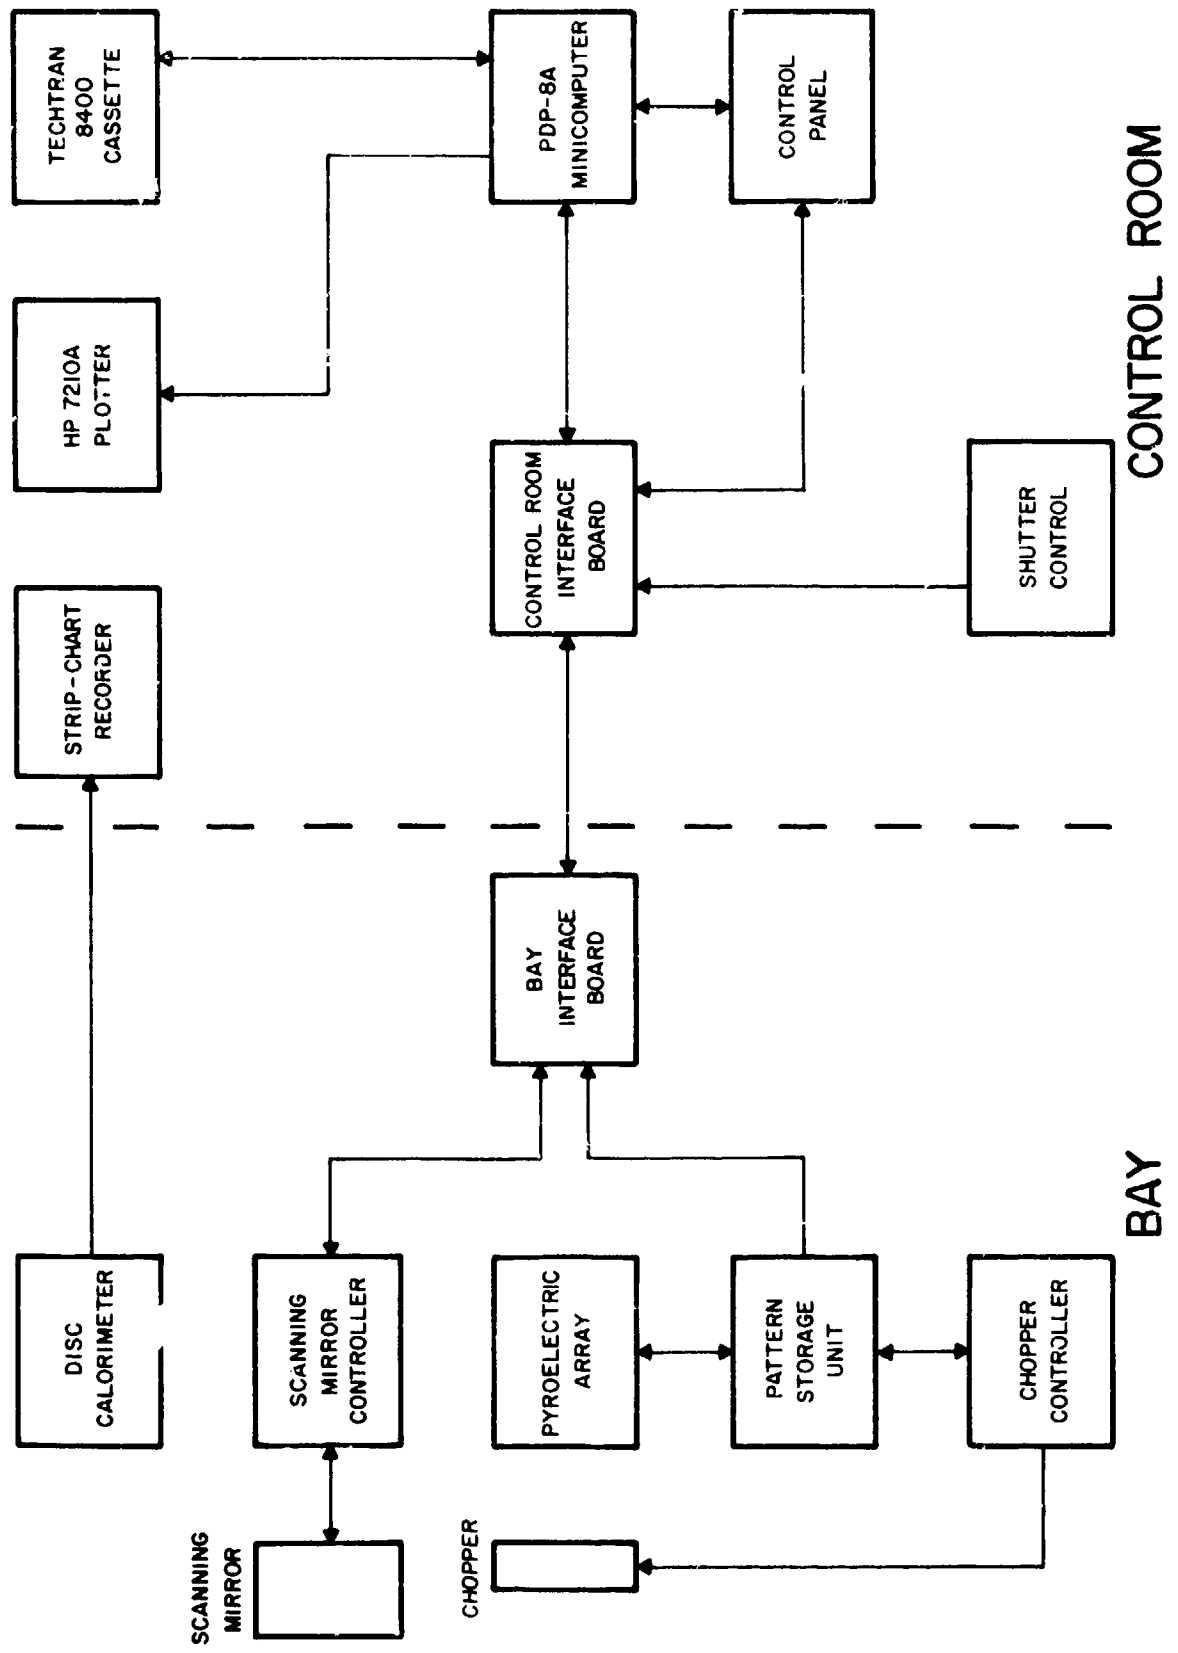 DISC
CALORIMETER
STRIP-CHART
RECORDER
HP 7210A
PLOTTER
TECHTRAN
8400
CASSETTE
SCANNING
MIRROR
SCANNING
MIRROR
CONTROLLER
CHOPPER
PYROELECTRIC
ARRAY
BAY
INTERFACE
BOARD
CONTROL ROOM
INTERFACE
BOARD
PDP-8A
MINICOMPUTER
PATTERN
STORAGE
UNIT
CONTROL
PANEL
CHOPPER
CONTROLLER
SHUTTER
CONTROL
BAY
CONTROL ROOM